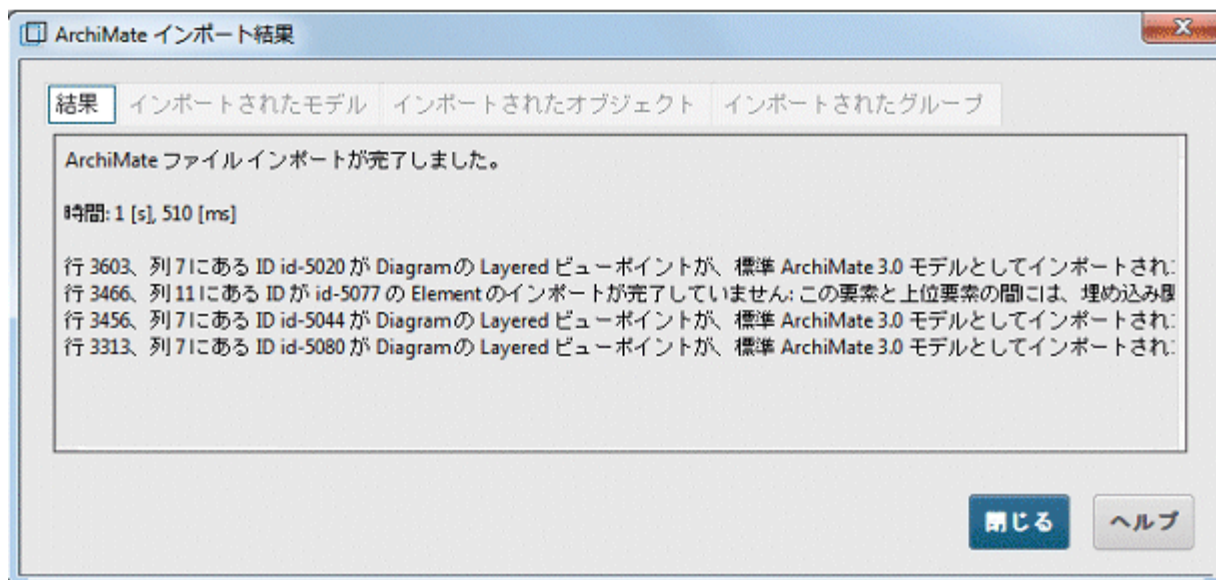 ArchiMate インポート結果
結果 インポートされたモデル インポートされたオブジェクト インポートされたグループ
ArchiMate ファイル インポートが完了しました。
時間: 1 [s], 510 [ms]
行 3603、列 7 にある ID id-5020 が Diagram の Layered ビューポイントが、標準 ArchiMate 3.0 モデルとしてインポートされ
行 3466、列 11 にある ID が id-5077 の Element のインポートが完了していません: この要素と上位要素の間には、埋め込み
行 3456、列 7 にある ID id-5044 が Diagram の Layered ビューポイントが、標準 ArchiMate 3.0 モデルとしてインポートされ
行 3313、列 7 にある ID id-5080 が Diagram の Layered ビューポイントが、標準 ArchiMate 3.0 モデルとしてインポートされ
閉じる ヘルプ